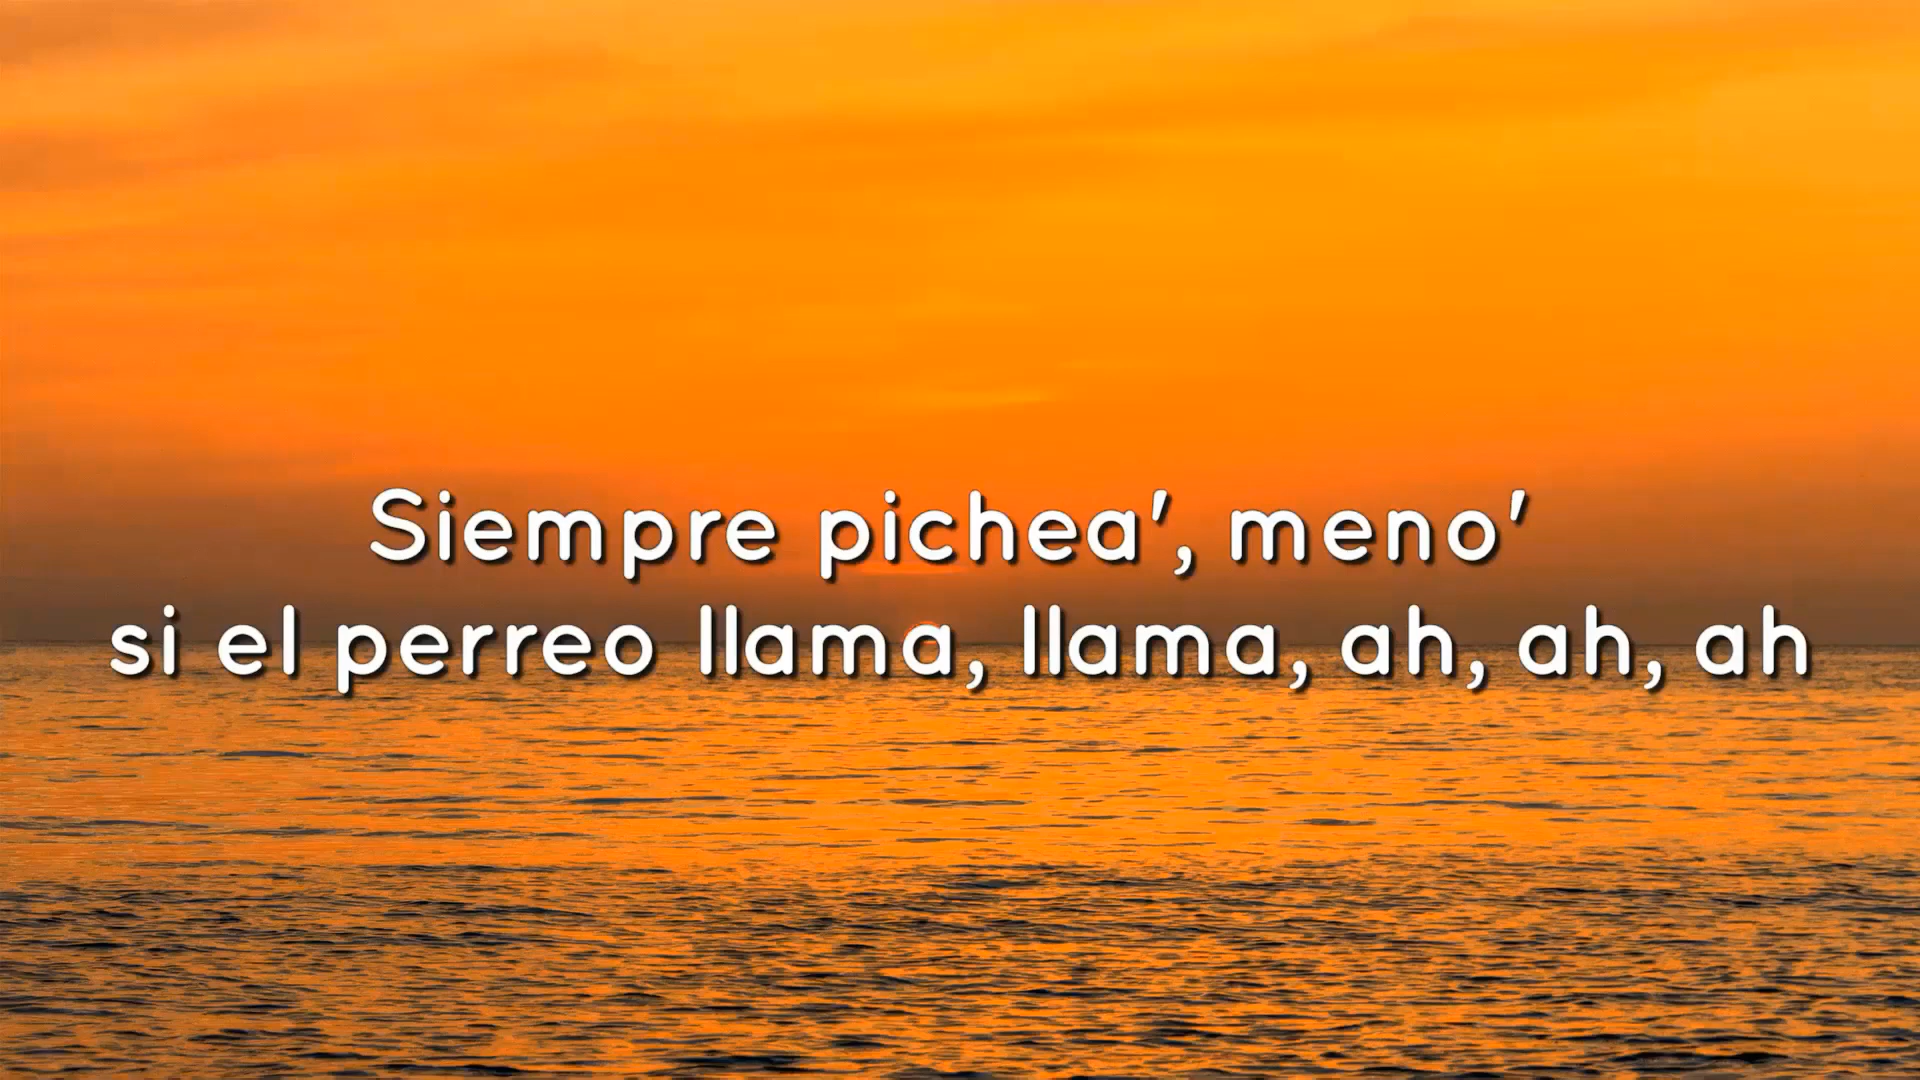 Siempre pichea', meno'
si el perreo llama, llama, ah, ah, ah